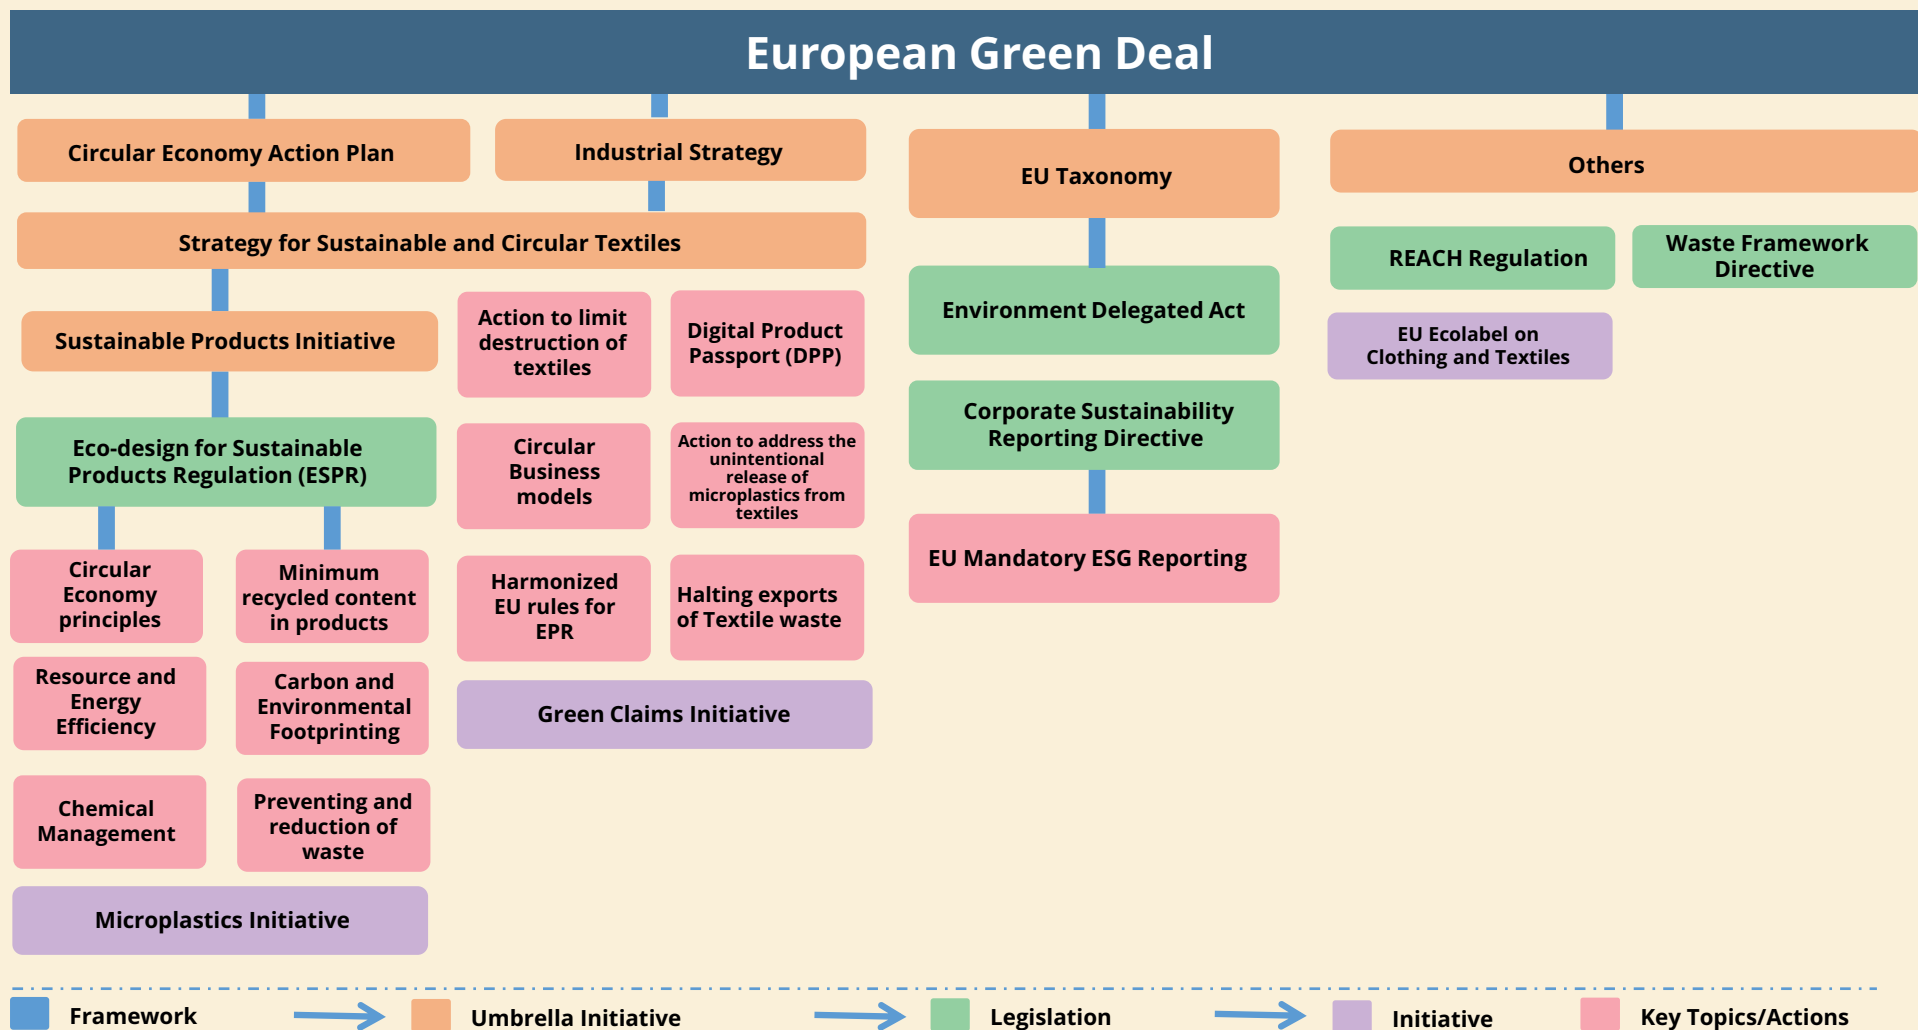 European Green Deal
Circular Economy Action Plan
Industrial Strategy
EU Taxonomy
Others
Strategy for Sustainable and Circular Textiles
REACH Regulation
Waste Framework
Directive
Sustainable Products Initiative
Action to limit
destruction of
textiles
Digital Product
Passport (DPP)
Environment Delegated Act
EU Ecolabel on
Clothing and Textiles
Eco-design for Sustainable
Products Regulation (ESPR)
Circular
Business
models
Action to address the
unintentional
release of
microplastics from
textiles
Corporate Sustainability
Reporting Directive
Circular
Economy
principles
Minimum
recycled content
in products
Harmonized
EU rules for
EPR
Halting exports
of Textile waste
EU Mandatory ESG Reporting
Resource and
Energy
Efficiency
Carbon and
Environmental
Footprinting
Green Claims Initiative
Chemical
Management
Preventing and
reduction of
waste
Microplastics Initiative
Framework
Umbrella Initiative
Legislation
Initiative
Key Topics/Actions